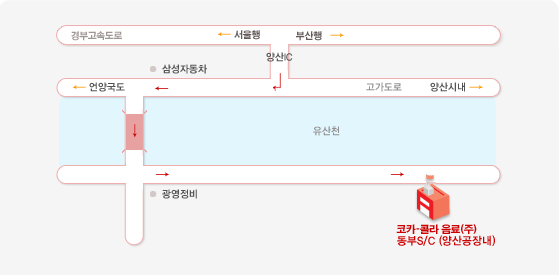 경부고속도로 서울행 부산행
양산IC
삼성자동차
언양국도 고가도로 양산시내
유산천
광영정비
코카-콜라 음료(주)
동부S/C (양산공장내)